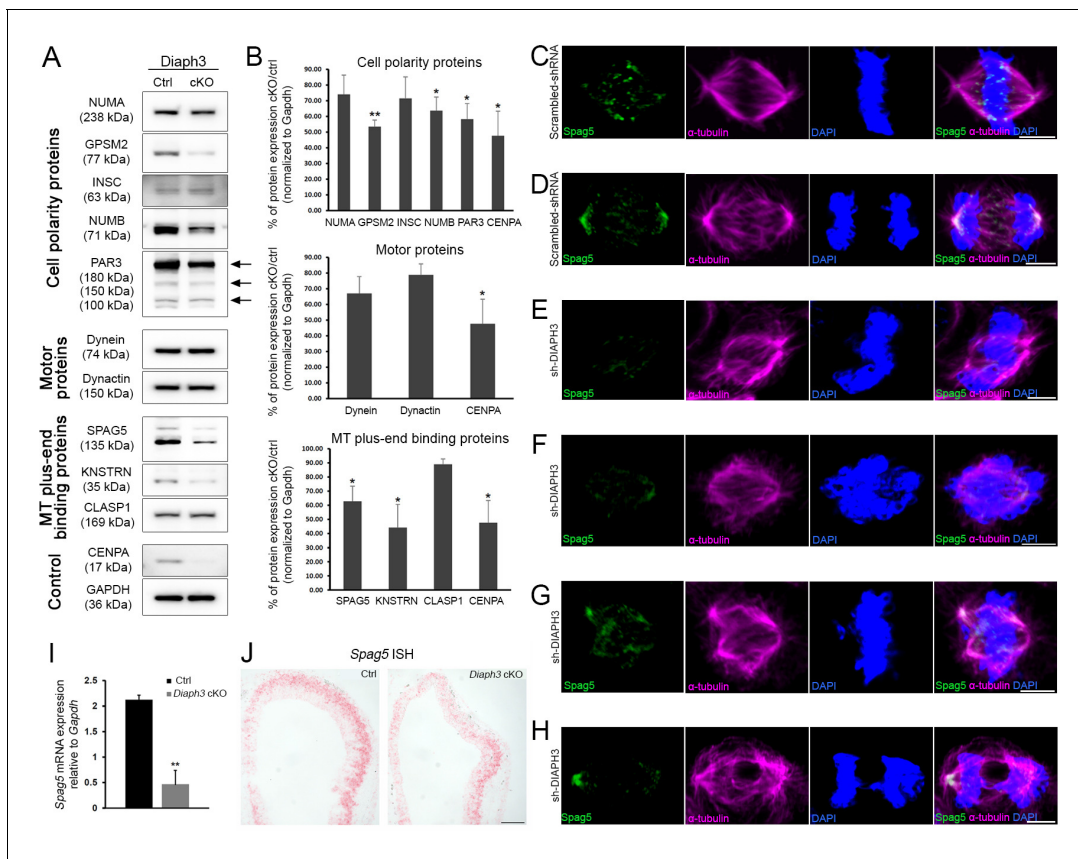 A
Diaph3
Ctrl cKO
Cell polarity proteins
NUMA
(238 kDa)
GPSM2
(77 kDa)
INSC
(63 kDa)
NUMB
(71 kDa)
PAR3
(180 kDa)
(150 kDa)
(100 kDa)
Motor
proteins
Dynein
(74 kDa)
Dynactin
(150 kDa)
MT plus-end
binding proteins
SPAG5
(135 kDa)
KNSTRN
(35 kDa)
CLASP1
(169 kDa)
Control
CENPA
(17 kDa)
GAPDH
(36 kDa)
B
Cell polarity proteins
% of protein expression cKO/ctrl
(normalized to Gapdh)
90.00
80.00
70.00
60.00
50.00
40.00
30.00
20.00
10.00
0.00
** * * *
NUMA GPSM2 INSC NUMB PAR3 CENPA
Motor proteins
% of protein expression cKO/ctrl
(normalized to Gapdh)
90.00
80.00
70.00
60.00
50.00
40.00
30.00
20.00
10.00
0.00
*
Dynein Dynactin CENPA
MT plus-end binding proteins
% of protein expression cKO/ctrl
(normalized to Gapdh)
100.00
90.00
80.00
70.00
60.00
50.00
40.00
30.00
20.00
10.00
0.00
* * *
SPAG5 KNSTRN CLASP1 CENPA
C
Scrambled-shRNA
Spag5 α-tubulin DAPI Spag5 α-tubulin DAPI
D
Scrambled-shRNA
Spag5 α-tubulin DAPI Spag5 α-tubulin DAPI
E
sh-DIAPH3
Spag5 α-tubulin DAPI Spag5 α-tubulin DAPI
F
sh-DIAPH3
Spag5 α-tubulin DAPI Spag5 α-tubulin DAPI
G
sh-DIAPH3
Spag5 α-tubulin DAPI Spag5 α-tubulin DAPI
H
sh-DIAPH3
Spag5 α-tubulin DAPI Spag5 α-tubulin DAPI
I
Ctrl
Diaph3 cKO
Spag5 mRNA expression
relative to Gapdh
2.5
2
1.5
1
0.5
0
**
J
Spag5 ISH
Ctrl
Diaph3 cKO